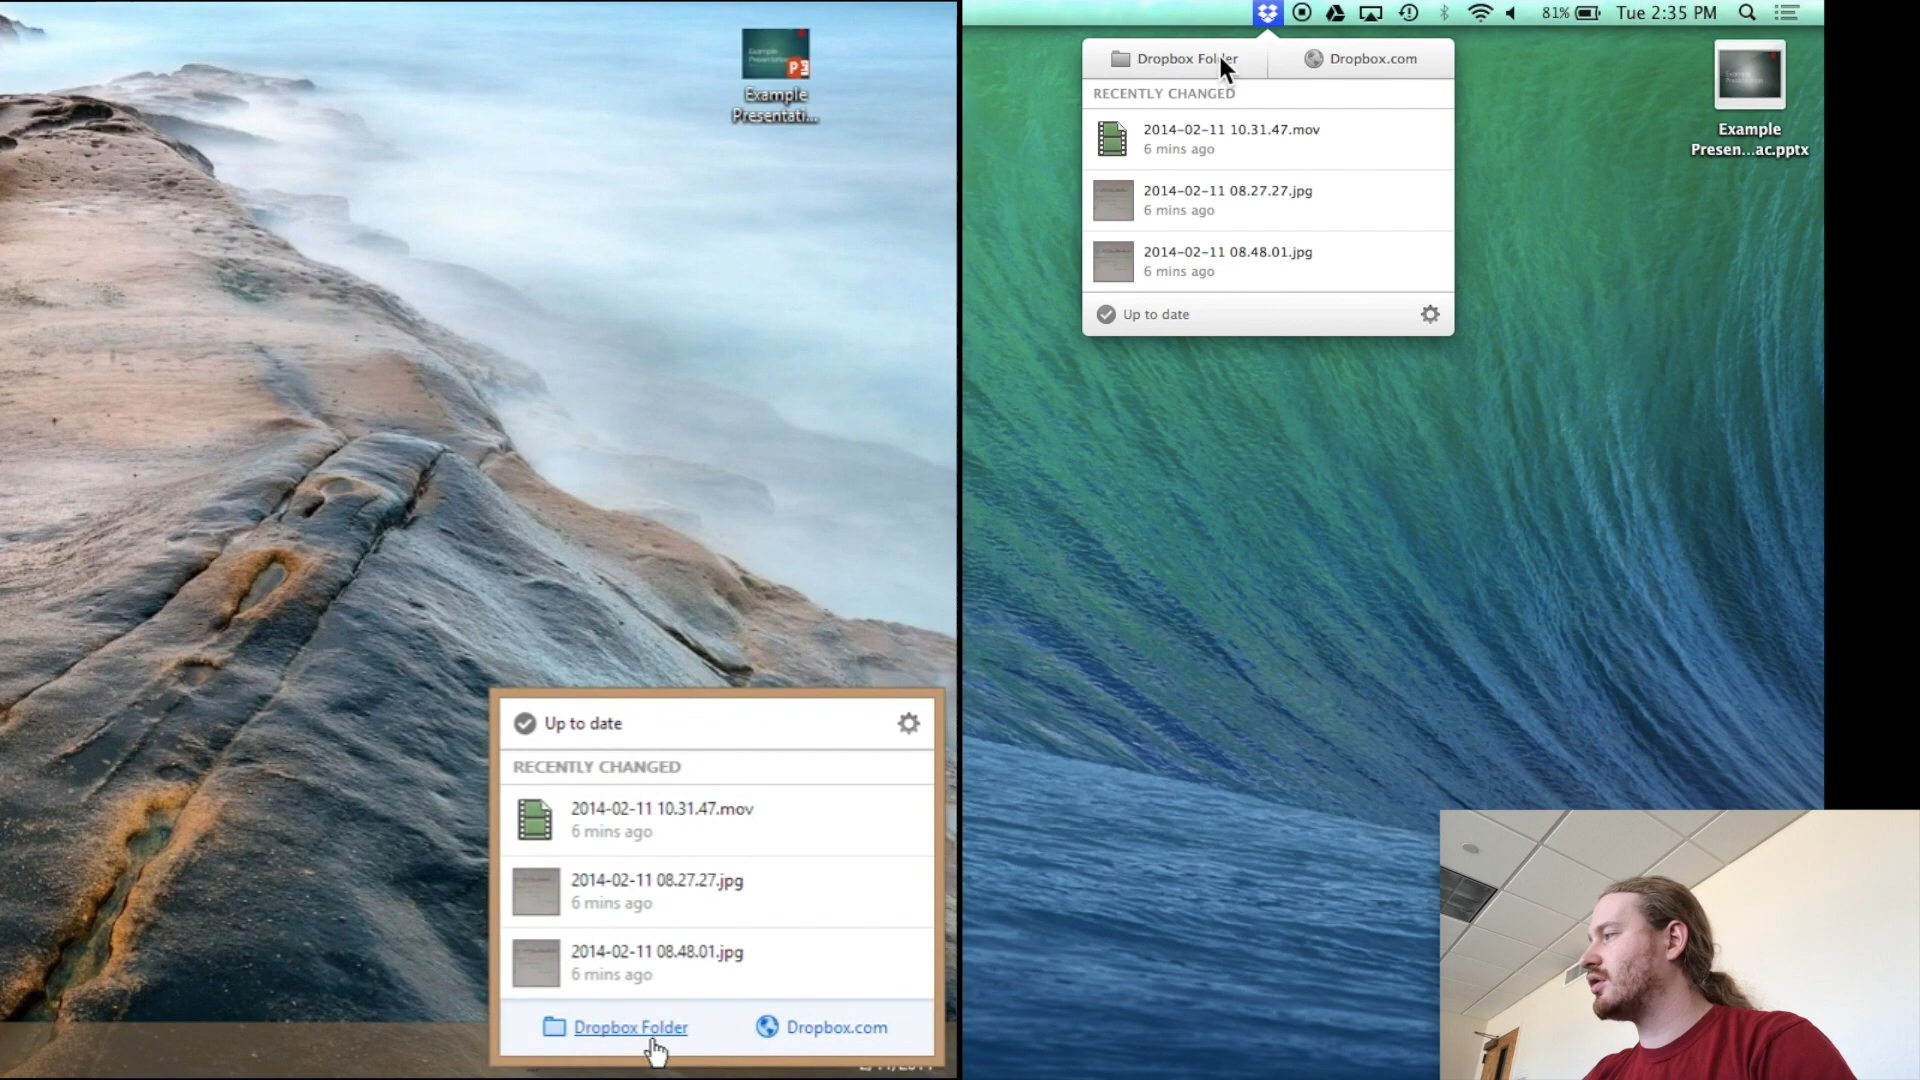 Example
Presentati...
Up to date
RECENTLY CHANGED
2014-02-11 10.31.47.mov
6 mins ago
2014-02-11 08.27.27.jpg
6 mins ago
2014-02-11 08.48.01.jpg
6 mins ago
Dropbox Folder
Dropbox.com
81%
Tue 2:35 PM
Dropbox Folder
Dropbox.com
RECENTLY CHANGED
2014-02-11 10.31.47.mov
6 mins ago
2014-02-11 08.27.27.jpg
6 mins ago
2014-02-11 08.48.01.jpg
6 mins ago
Up to date
Example
Presen...ac.pptx